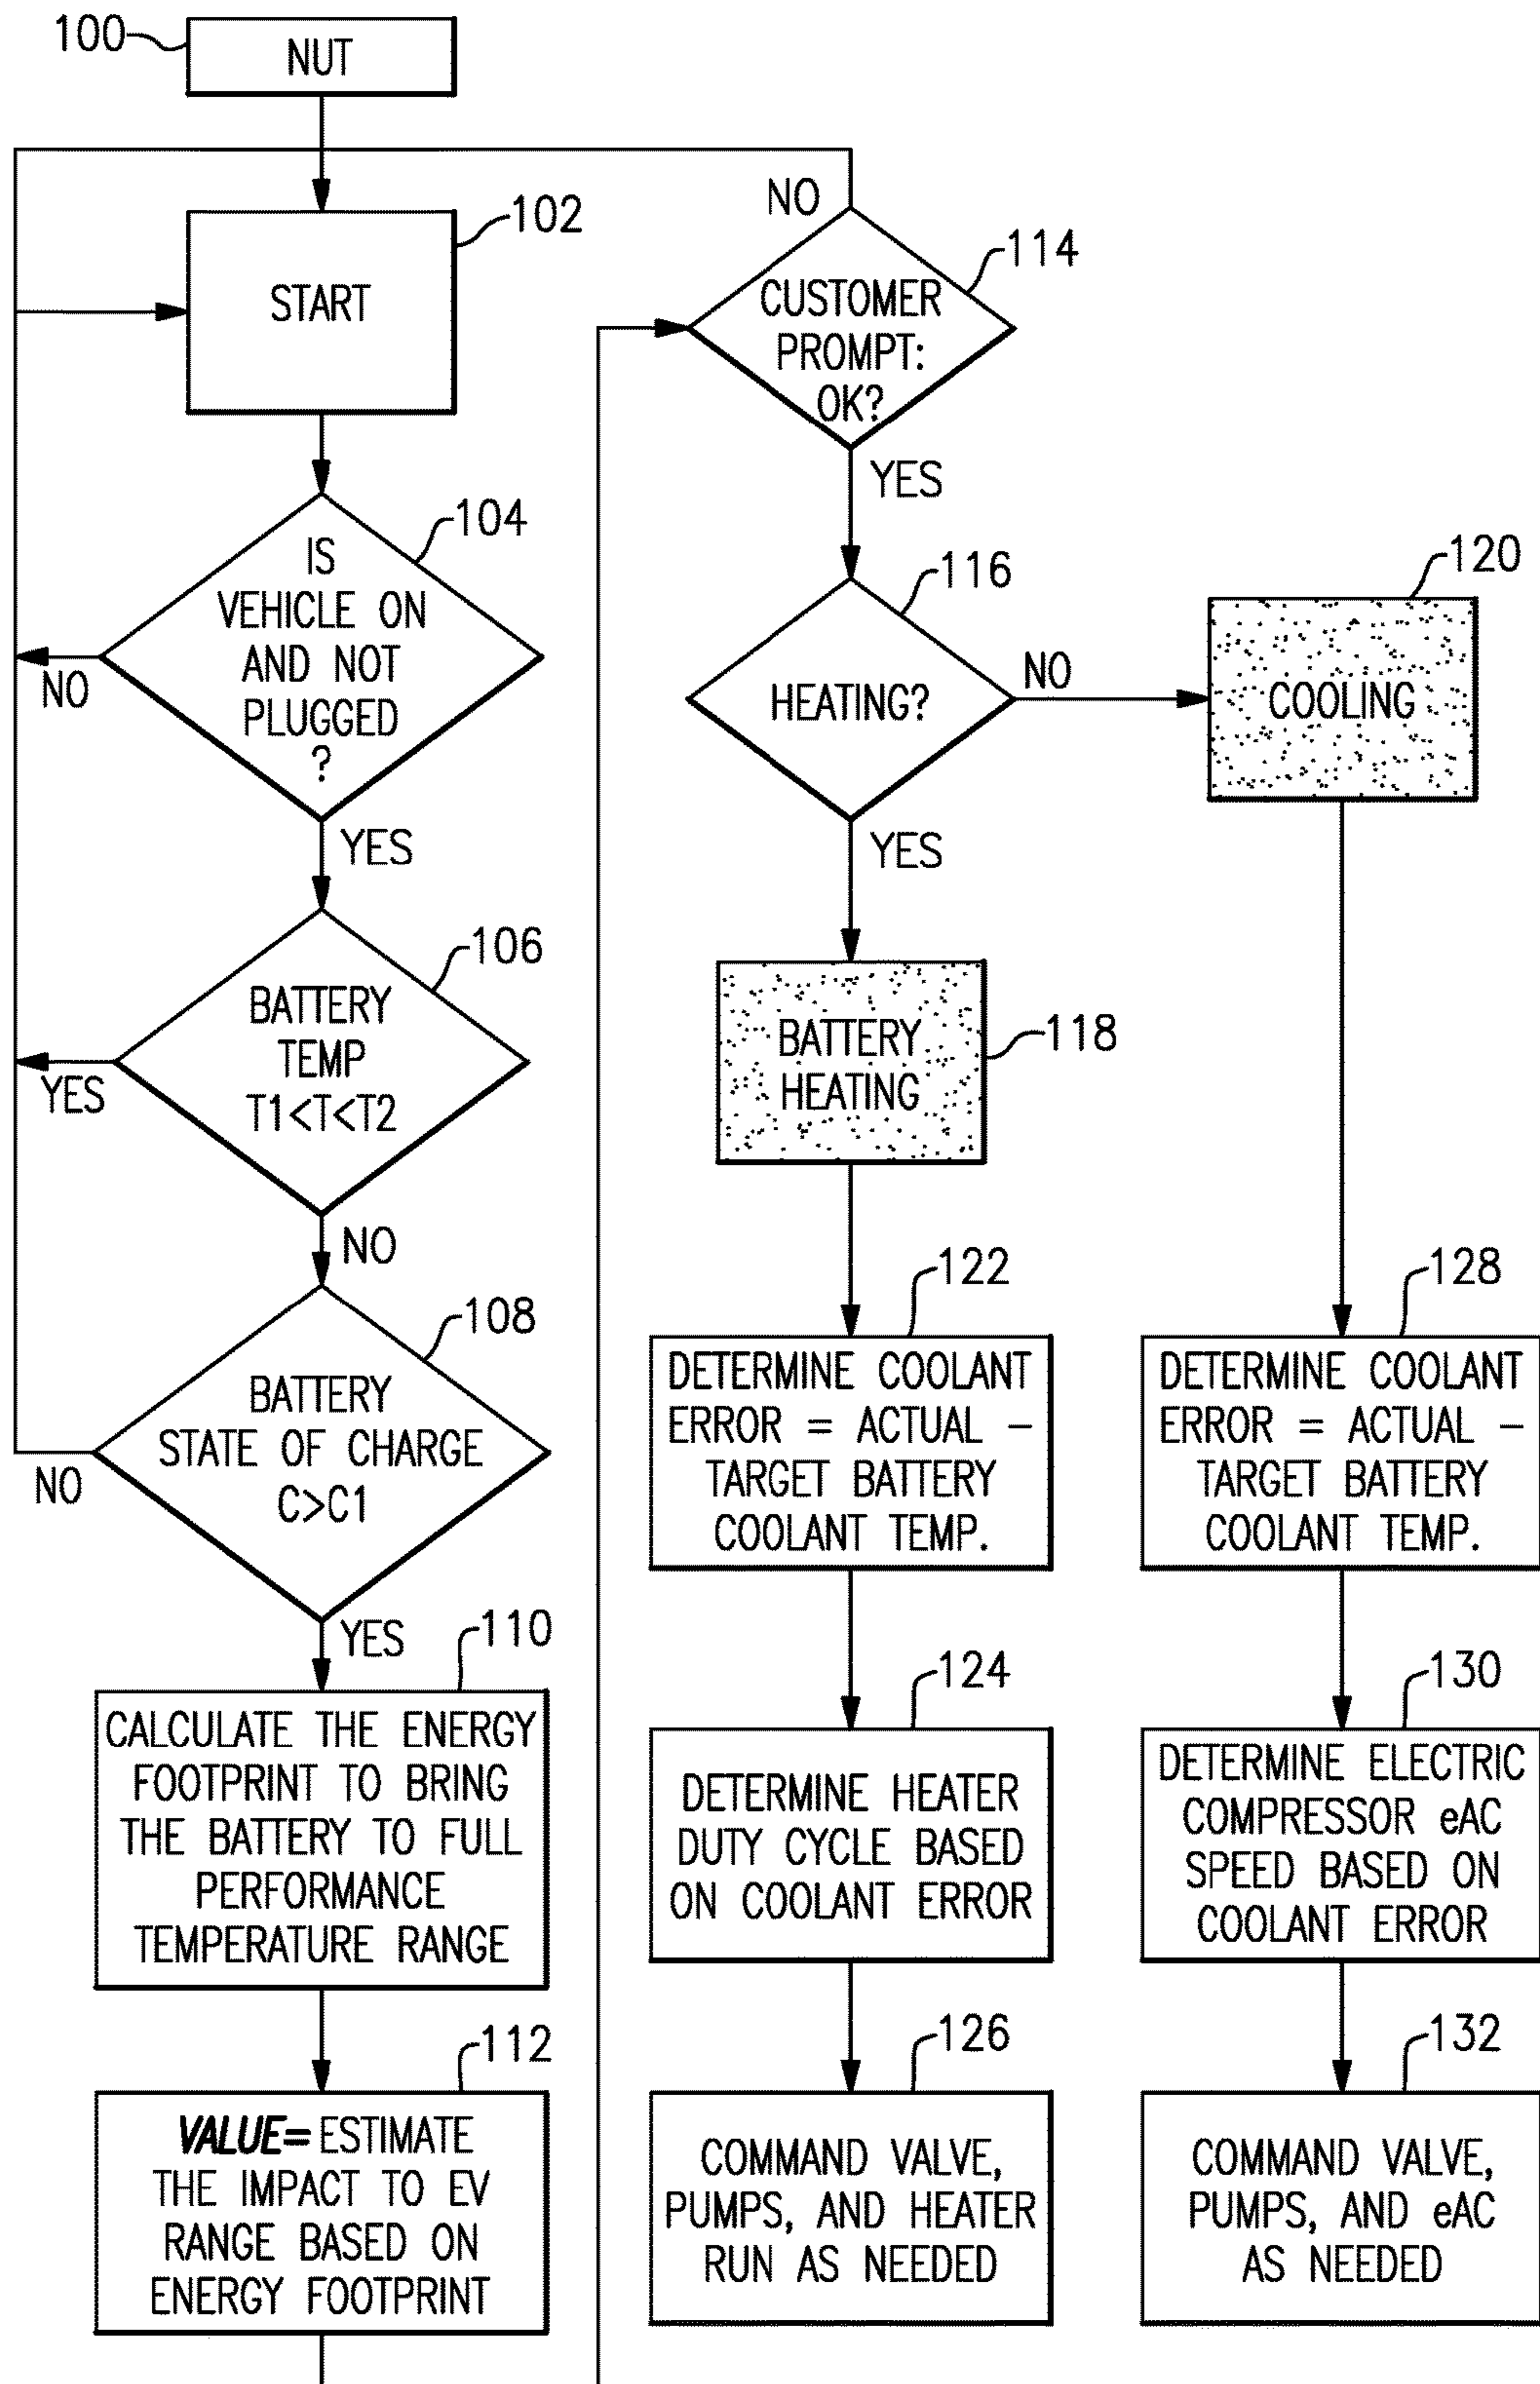 100
NUT
102
START
104
IS
VEHICLE ON
AND NOT
PLUGGED
?
NO
YES
106
BATTERY
TEMP
T1<T<T2
YES
NO
108
BATTERY
STATE OF CHARGE
C>C1
NO
YES
110
CALCULATE THE ENERGY
FOOTPRINT TO BRING
THE BATTERY TO FULL
PERFORMANCE
TEMPERATURE RANGE
112
VALUE= ESTIMATE
THE IMPACT TO EV
RANGE BASED ON
ENERGY FOOTPRINT
NO
114
CUSTOMER
PROMPT:
OK?
YES
116
HEATING?
NO
YES
118
BATTERY
HEATING
120
COOLING
122
DETERMINE COOLANT
ERROR = ACTUAL –
TARGET BATTERY
COOLANT TEMP.
124
DETERMINE HEATER
DUTY CYCLE BASED
ON COOLANT ERROR
126
COMMAND VALVE,
PUMPS, AND HEATER
RUN AS NEEDED
128
DETERMINE COOLANT
ERROR = ACTUAL –
TARGET BATTERY
COOLANT TEMP.
130
DETERMINE ELECTRIC
COMPRESSOR eAC
SPEED BASED ON
COOLANT ERROR
132
COMMAND VALVE,
PUMPS, AND eAC
AS NEEDED